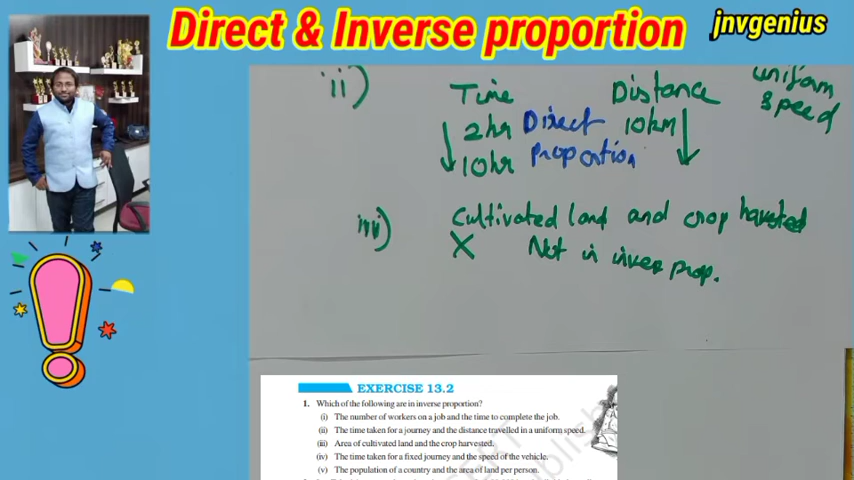 Direct & Inverse proportion
jnvgenius
ii) Time Distance uniform speed
2hr Direct 10km
10hr proportion
iii) Cultivated land and crop havsted
X Not in inver prop.
EXERCISE 13.2
1. Which of the following are in inverse proportion?
(i) The number of workers on a job and the time to complete the job.
(ii) The time taken for a journey and the distance travelled in a uniform speed.
(iii) Area of cultivated land and the crop harvested.
(iv) The time taken for a fixed journey and the speed of the vehicle.
(v) The population of a country and the area of land per person.